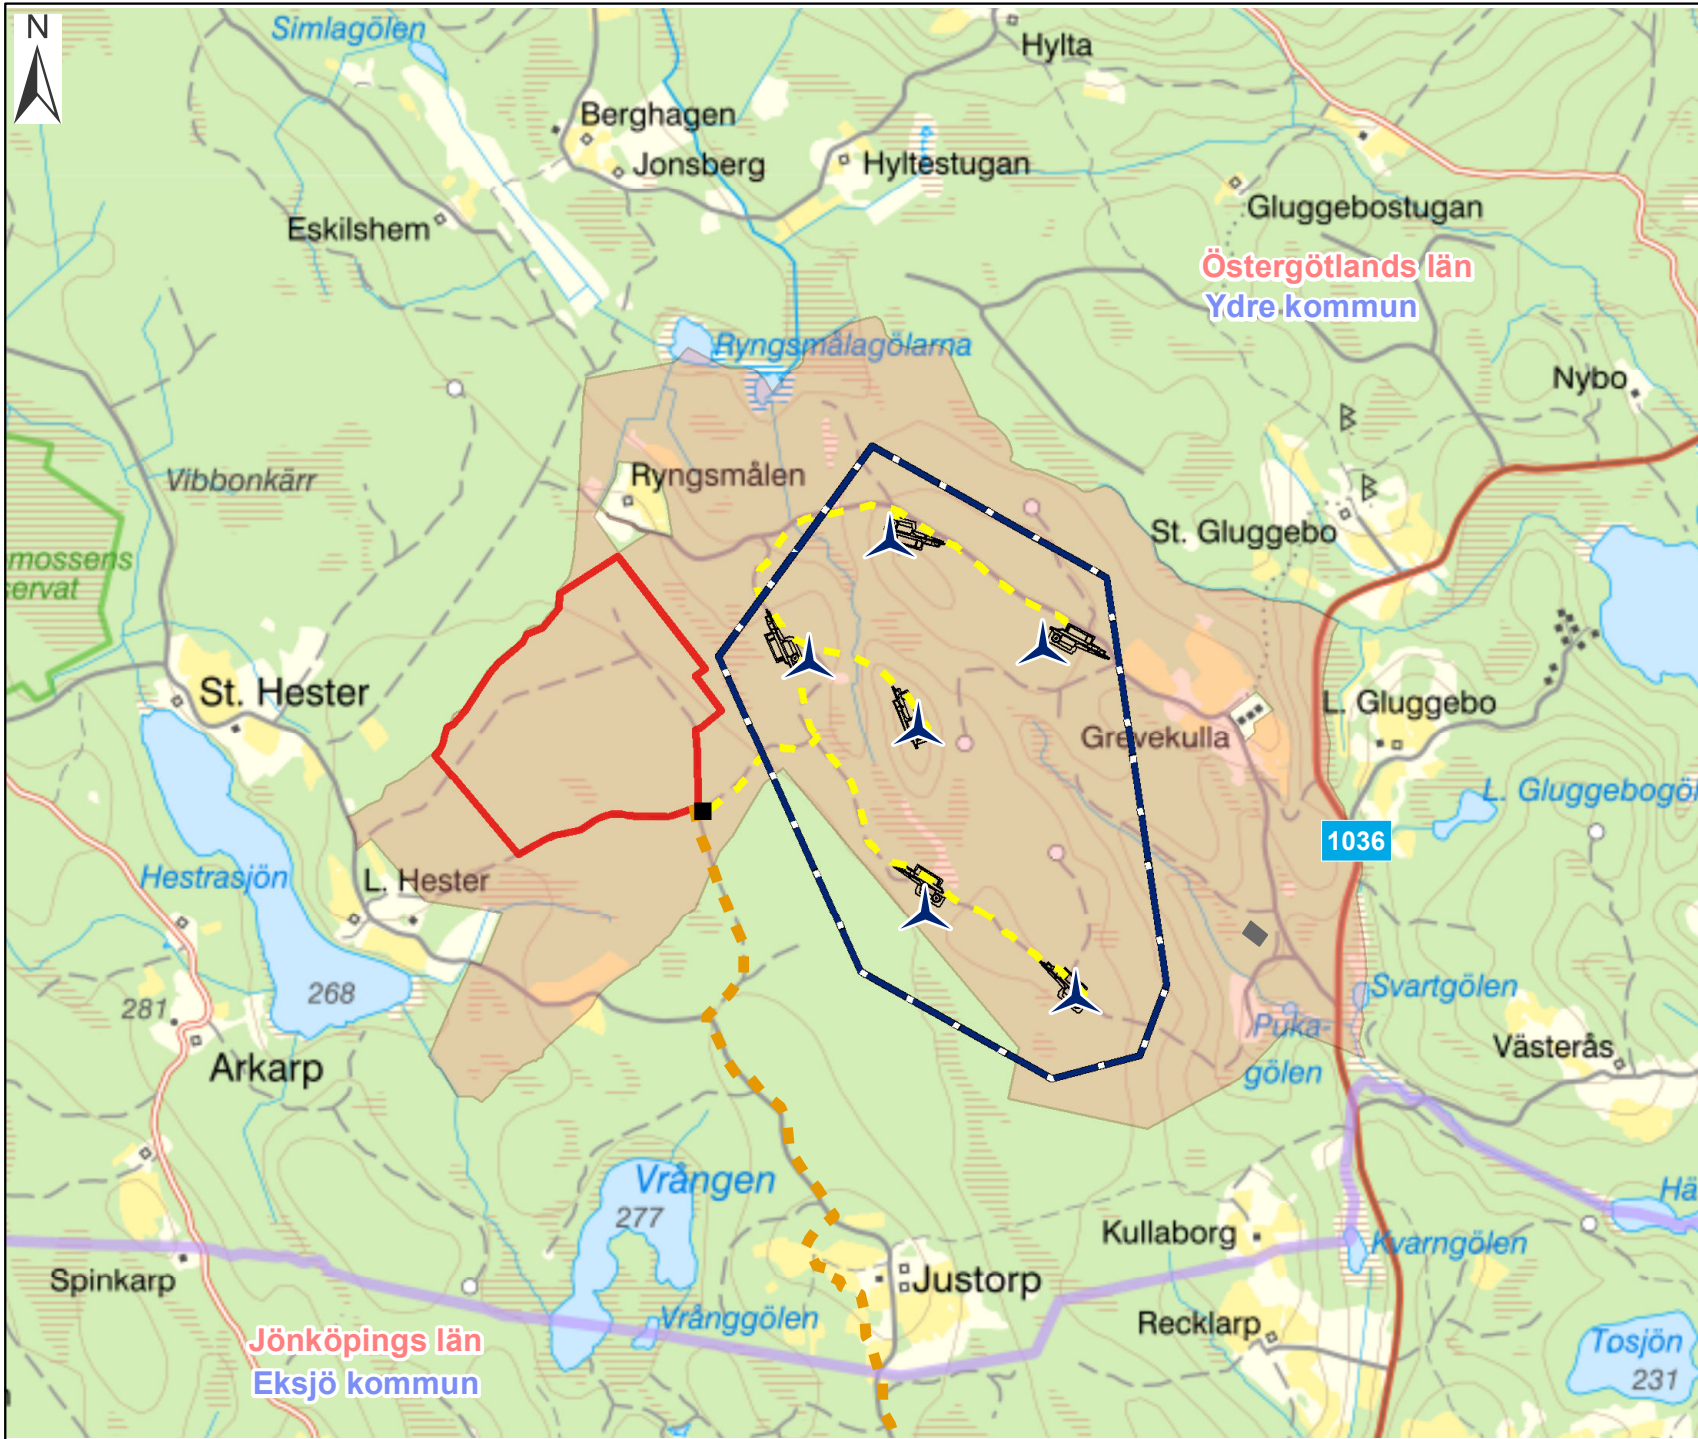 N
Simlagölen
Hylta
Berghagen
Jonsberg
Hyltestugan
Eskilshem
Gluggebostugan
Östergötlands län
Ydre kommun
Ryngsmålagölarna
Nybo
Vibbonkärr
Ryngsmålen
St. Gluggebo
mossens
servat
St. Hester
L. Gluggebo
Grevekulla
L. Gluggebogöl
1036
Hestrasjön
L. Hester
268
281
Svartgölen
Puka-
gölen
Västerås
Arkarp
Vrången
277
Hä
Kullaborg
Kvarngölen
Spinkarp
Justorp
Vrånggölen
Recklarp
Jönköpings län
Eksjö kommun
Tosjön
231